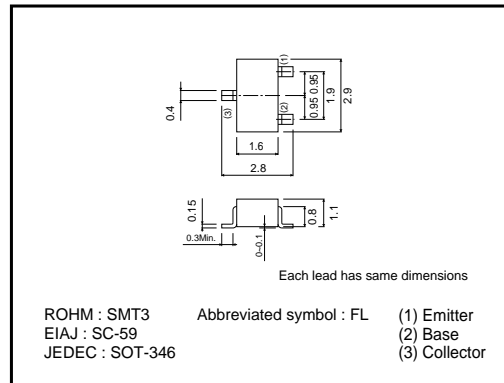 (1)
0.95
0.95
1.9
2.9
0.4
(3)
(2)
1.6
2.8
0.15
0.3Min.
0~0.1
0.8
1.1
Each lead has same dimensions
ROHM : SMT3 Abbreviated symbol : FL (1) Emitter
EIAJ : SC-59 (2) Base
JEDEC : SOT-346 (3) Collector